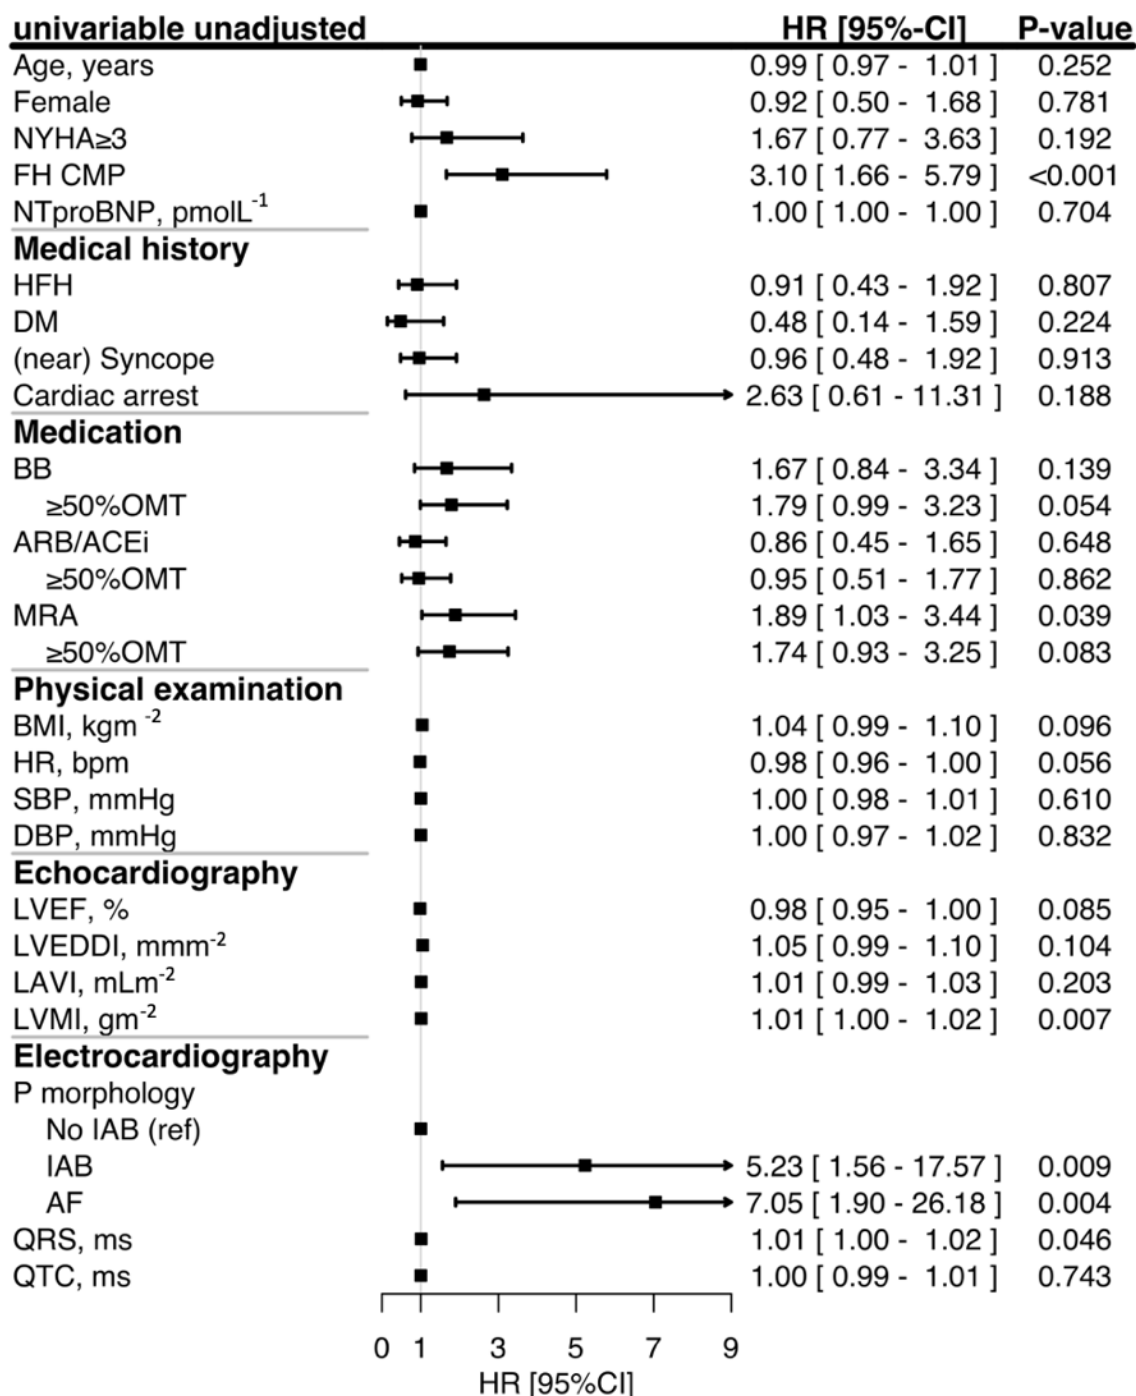 univariable unadjusted HR [95%-CI] P-value
Age, years 0.99 [ 0.97 - 1.01 ] 0.252
Female 0.92 [ 0.50 - 1.68 ] 0.781
NYHA≥3 1.67 [ 0.77 - 3.63 ] 0.192
FH CMP 3.10 [ 1.66 - 5.79 ] <0.001
NTproBNP, pmolL⁻¹ 1.00 [ 1.00 - 1.00 ] 0.704
Medical history
HFH 0.91 [ 0.43 - 1.92 ] 0.807
DM 0.48 [ 0.14 - 1.59 ] 0.224
(near) Syncope 0.96 [ 0.48 - 1.92 ] 0.913
Cardiac arrest 2.63 [ 0.61 - 11.31 ] 0.188
Medication
BB 1.67 [ 0.84 - 3.34 ] 0.139
≥50%OMT 1.79 [ 0.99 - 3.23 ] 0.054
ARB/ACEi 0.86 [ 0.45 - 1.65 ] 0.648
≥50%OMT 0.95 [ 0.51 - 1.77 ] 0.862
MRA 1.89 [ 1.03 - 3.44 ] 0.039
≥50%OMT 1.74 [ 0.93 - 3.25 ] 0.083
Physical examination
BMI, kgm ⁻² 1.04 [ 0.99 - 1.10 ] 0.096
HR, bpm 0.98 [ 0.96 - 1.00 ] 0.056
SBP, mmHg 1.00 [ 0.98 - 1.01 ] 0.610
DBP, mmHg 1.00 [ 0.97 - 1.02 ] 0.832
Echocardiography
LVEF, % 0.98 [ 0.95 - 1.00 ] 0.085
LVEDDI, mmm⁻² 1.05 [ 0.99 - 1.10 ] 0.104
LAVI, mLm⁻² 1.01 [ 0.99 - 1.03 ] 0.203
LVMI, gm⁻² 1.01 [ 1.00 - 1.02 ] 0.007
Electrocardiography
P morphology
No IAB (ref)
IAB 5.23 [ 1.56 - 17.57 ] 0.009
AF 7.05 [ 1.90 - 26.18 ] 0.004
QRS, ms 1.01 [ 1.00 - 1.02 ] 0.046
QTC, ms 1.00 [ 0.99 - 1.01 ] 0.743
0 1 3 5 7 9
HR [95%CI]